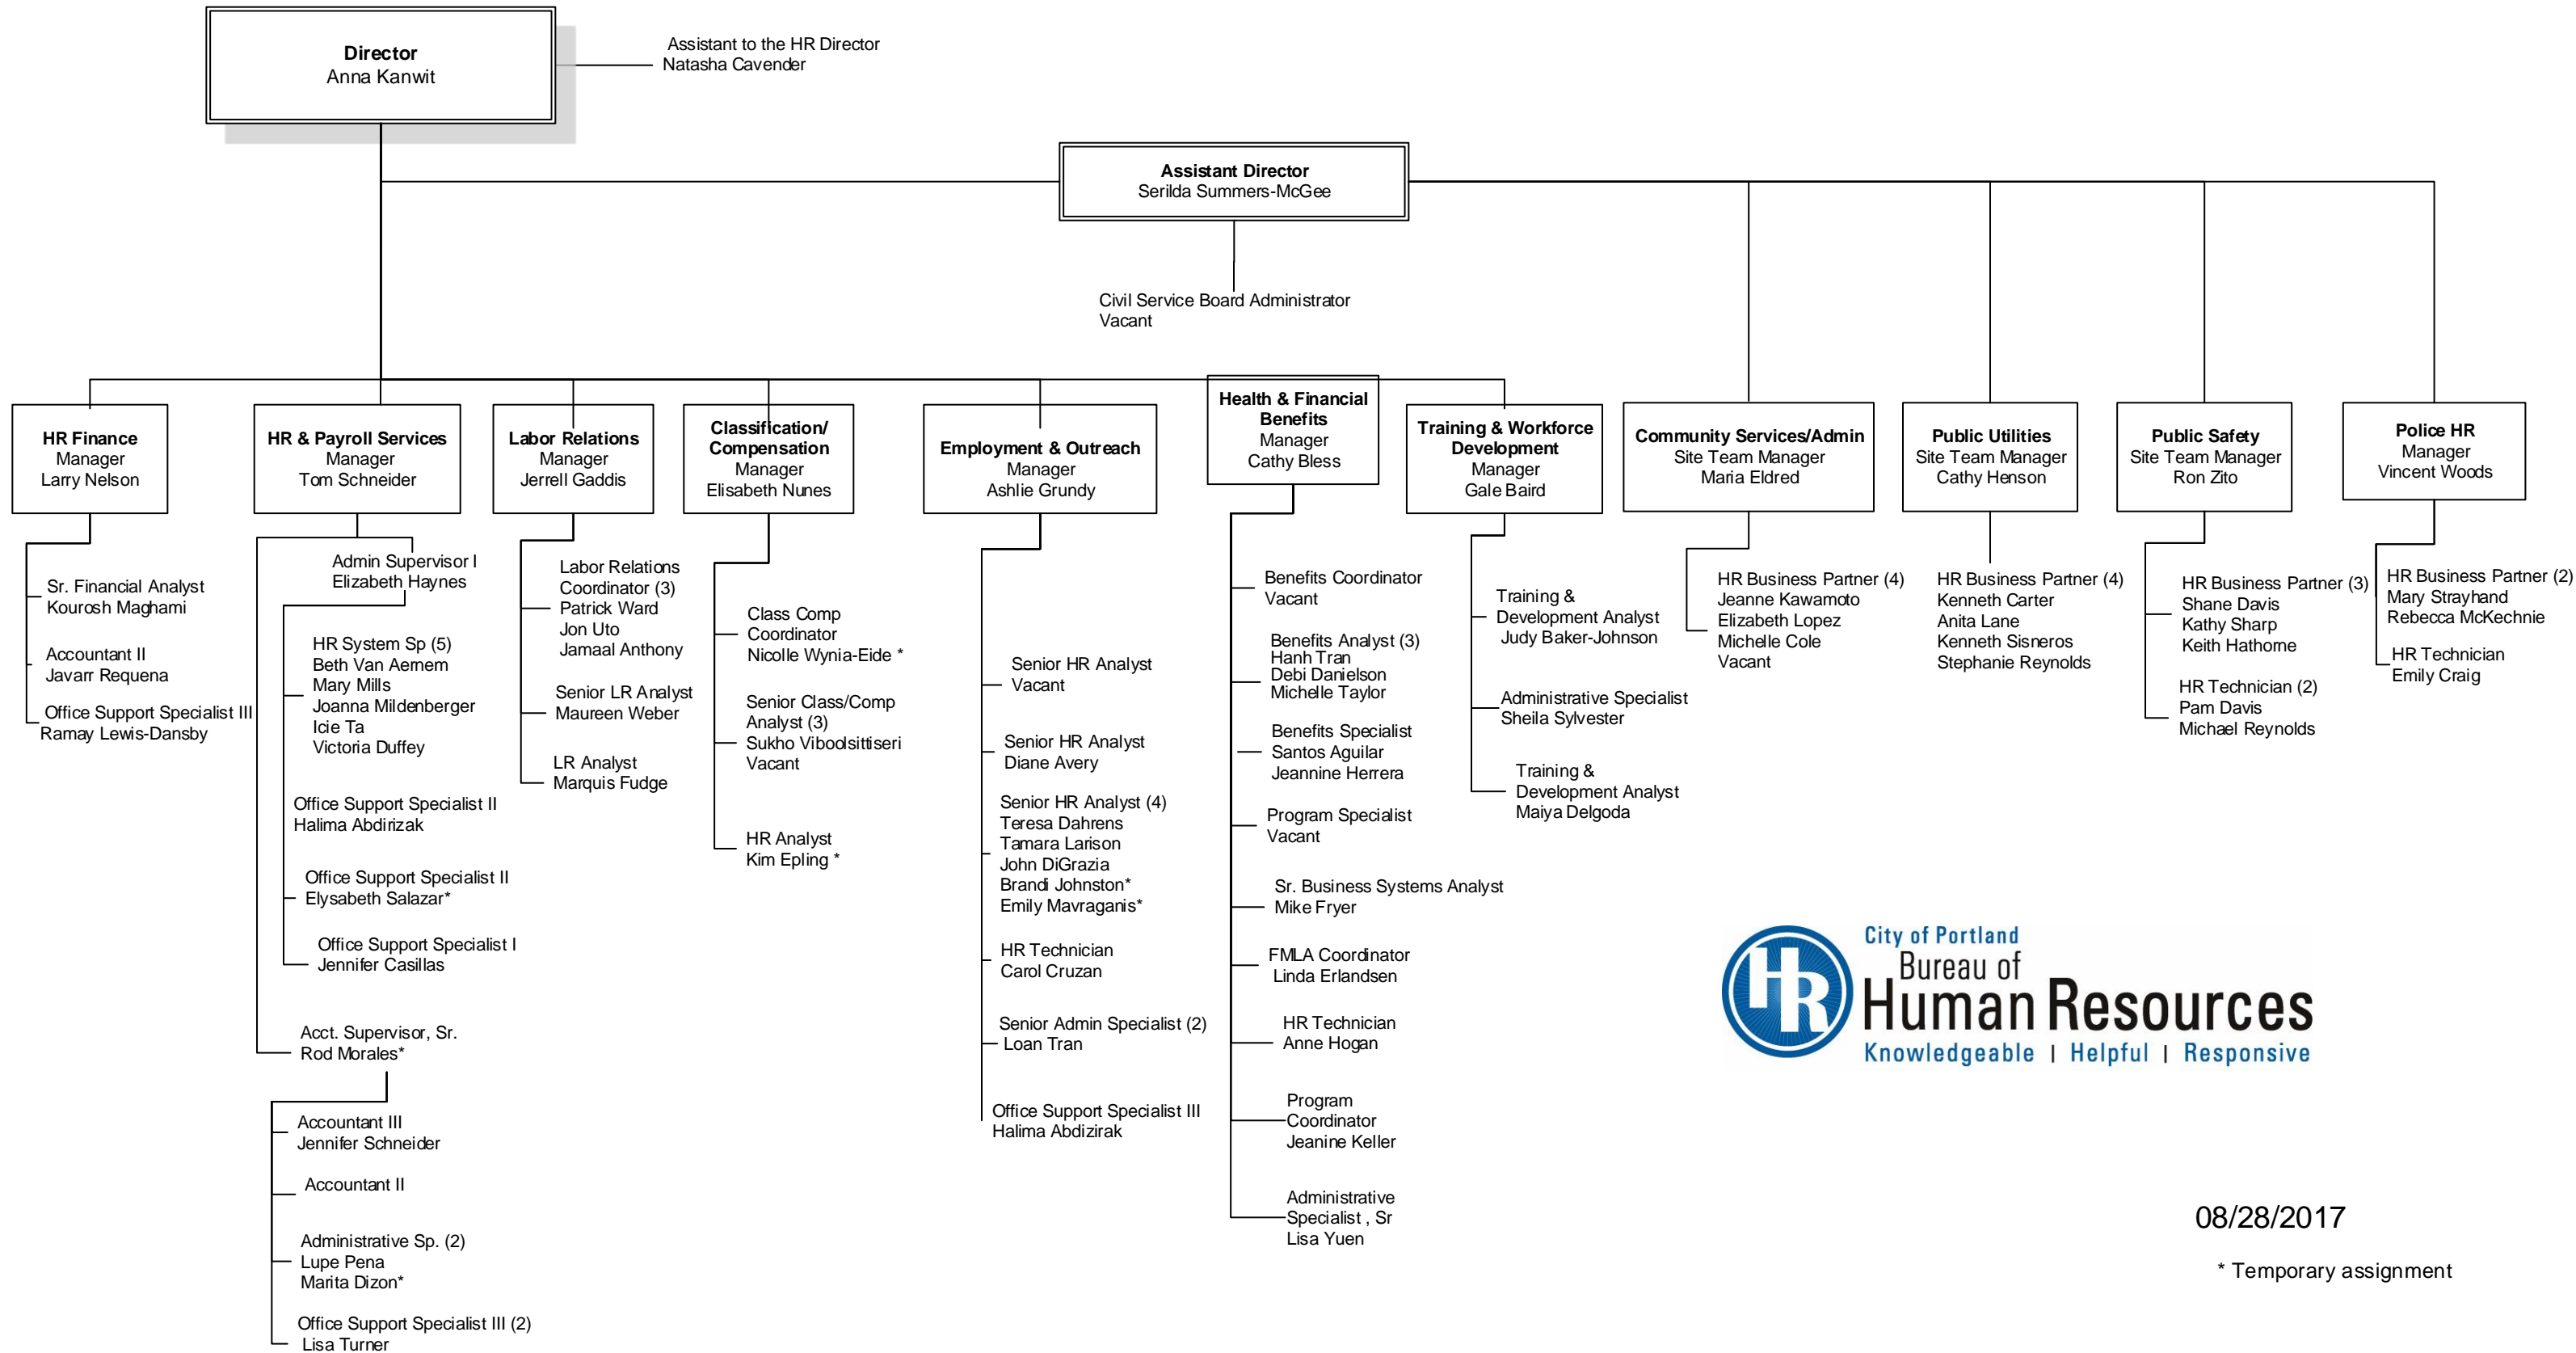 Director
Anna Kanwit
Assistant to the HR Director
Natasha Cavender
Assistant Director
Serilda Summers-McGee
Civil Service Board Administrator
Vacant
HR Finance
Manager
Larry Nelson
Sr. Financial Analyst
Kourosh Maghami
Accountant II
Javarr Requena
Office Support Specialist III
Ramay Lewis-Dansby
HR & Payroll Services
Manager
Tom Schneider
Admin Supervisor I
Elizabeth Haynes
HR System Sp (5)
Beth Van Aernem
Mary Mills
Joanna Mildenberger
Icie Ta
Victoria Duffey
Office Support Specialist II
Halima Abdirizak
Office Support Specialist II
Elysabeth Salazar*
Office Support Specialist I
Jennifer Casillas
Acct. Supervisor, Sr.
Rod Morales*
Accountant III
Jennifer Schneider
Accountant II
Administrative Sp. (2)
Lupe Pena
Marita Dizon*
Office Support Specialist III (2)
Lisa Turner
Labor Relations
Manager
Jerrell Gaddis
Labor Relations
Coordinator (3)
Patrick Ward
Jon Uto
Jamaal Anthony
Senior LR Analyst
Maureen Weber
LR Analyst
Marquis Fudge
Classification/
Compensation
Manager
Elisabeth Nunes
Class Comp
Coordinator
Nicolle Wynia-Eide *
Senior Class/Comp
Analyst (3)
Sukho Viboolsittiseri
Vacant
HR Analyst
Kim Epling *
Employment & Outreach
Manager
Ashlie Grundy
Senior HR Analyst
Vacant
Senior HR Analyst
Diane Avery
Senior HR Analyst (4)
Teresa Dahrens
Tamara Larison
John DiGrazia
Brandi Johnston*
Emily Mavraganis*
HR Technician
Carol Cruzan
Senior Admin Specialist (2)
Loan Tran
Office Support Specialist III
Halima Abdizirak
Health & Financial
Benefits
Manager
Cathy Bless
Benefits Coordinator
Vacant
Benefits Analyst (3)
Hanh Tran
Debi Danielson
Michelle Taylor
Benefits Specialist
Santos Aguilar
Jeannine Herrera
Program Specialist
Vacant
Sr. Business Systems Analyst
Mike Fryer
FMLA Coordinator
Linda Erlandsen
HR Technician
Anne Hogan
Program
Coordinator
Jeanine Keller
Administrative
Specialist , Sr
Lisa Yuen
Training & Workforce
Development
Manager
Gale Baird
Training &
Development Analyst
Judy Baker-Johnson
Administrative Specialist
Sheila Sylvester
Training &
Development Analyst
Maiya Delgoda
Community Services/Admin
Site Team Manager
Maria Eldred
HR Business Partner (4)
Jeanne Kawamoto
Elizabeth Lopez
Michelle Cole
Vacant
Public Utilities
Site Team Manager
Cathy Henson
HR Business Partner (4)
Kenneth Carter
Anita Lane
Kenneth Sisneros
Stephanie Reynolds
Public Safety
Site Team Manager
Ron Zito
HR Business Partner (3)
Shane Davis
Kathy Sharp
Keith Hathorne
HR Technician (2)
Pam Davis
Michael Reynolds
Police HR
Manager
Vincent Woods
HR Business Partner (2)
Mary Strayhand
Rebecca McKechnie
HR Technician
Emily Craig
HR
City of Portland
Bureau of
Human Resources
Knowledgeable | Helpful | Responsive
08/28/2017
* Temporary assignment